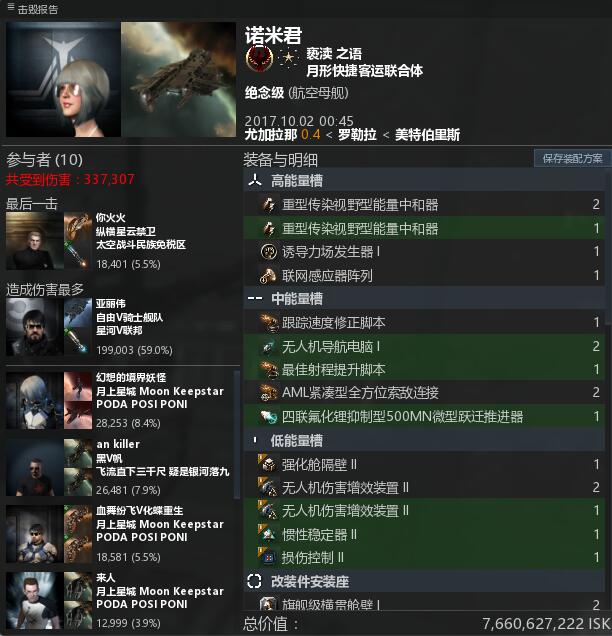 击毁报告
诺米君
亵渎 之语
月形快捷客运联合体
绝念级 (航空母舰)
2017.10.02 00:45
尤加拉那 0.4 < 罗勒拉 < 美特伯里斯
参与者 (10)
共受到伤害：337,307
最后一击
你火火
纵横星云禁卫
太空战斗民族免税区
18,401 (5.5%)
造成伤害最多
亚丽伟
自由V骑士舰队
星河V联邦
199,003 (59.0%)
幻想的境界妖怪
月上星城 Moon Keepstar
PODA POSI PONI
28,253 (8.4%)
an killer
黑V帆
飞流直下三千尺 疑是银河落九
26,481 (7.9%)
血舞纷飞V化蝶重生
月上星城 Moon Keepstar
PODA POSI PONI
18,581 (5.5%)
来人
月上星城 Moon Keepstar
PODA POSI PONI
12,999 (3.9%)
装备与明细
保存装配方案
高能量槽
重型传染视野型能量中和器 2
重型传染视野型能量中和器 1
诱导力场发生器 I 1
联网感应器阵列 1
中能量槽
跟踪速度修正脚本 1
无人机导航电脑 I 2
最佳射程提升脚本 1
AML紧凑型全方位索敌连接 2
四联氟化锂抑制型500MN微型跃迁推进器 1
低能量槽
强化舱隔壁 II 1
无人机伤害增效装置 II 2
无人机伤害增效装置 II 1
惯性稳定器 II 1
损伤控制 II 1
改装件安装座
旗舰级横贯舱壁 I 2
总价值： 7,660,627,222 ISK